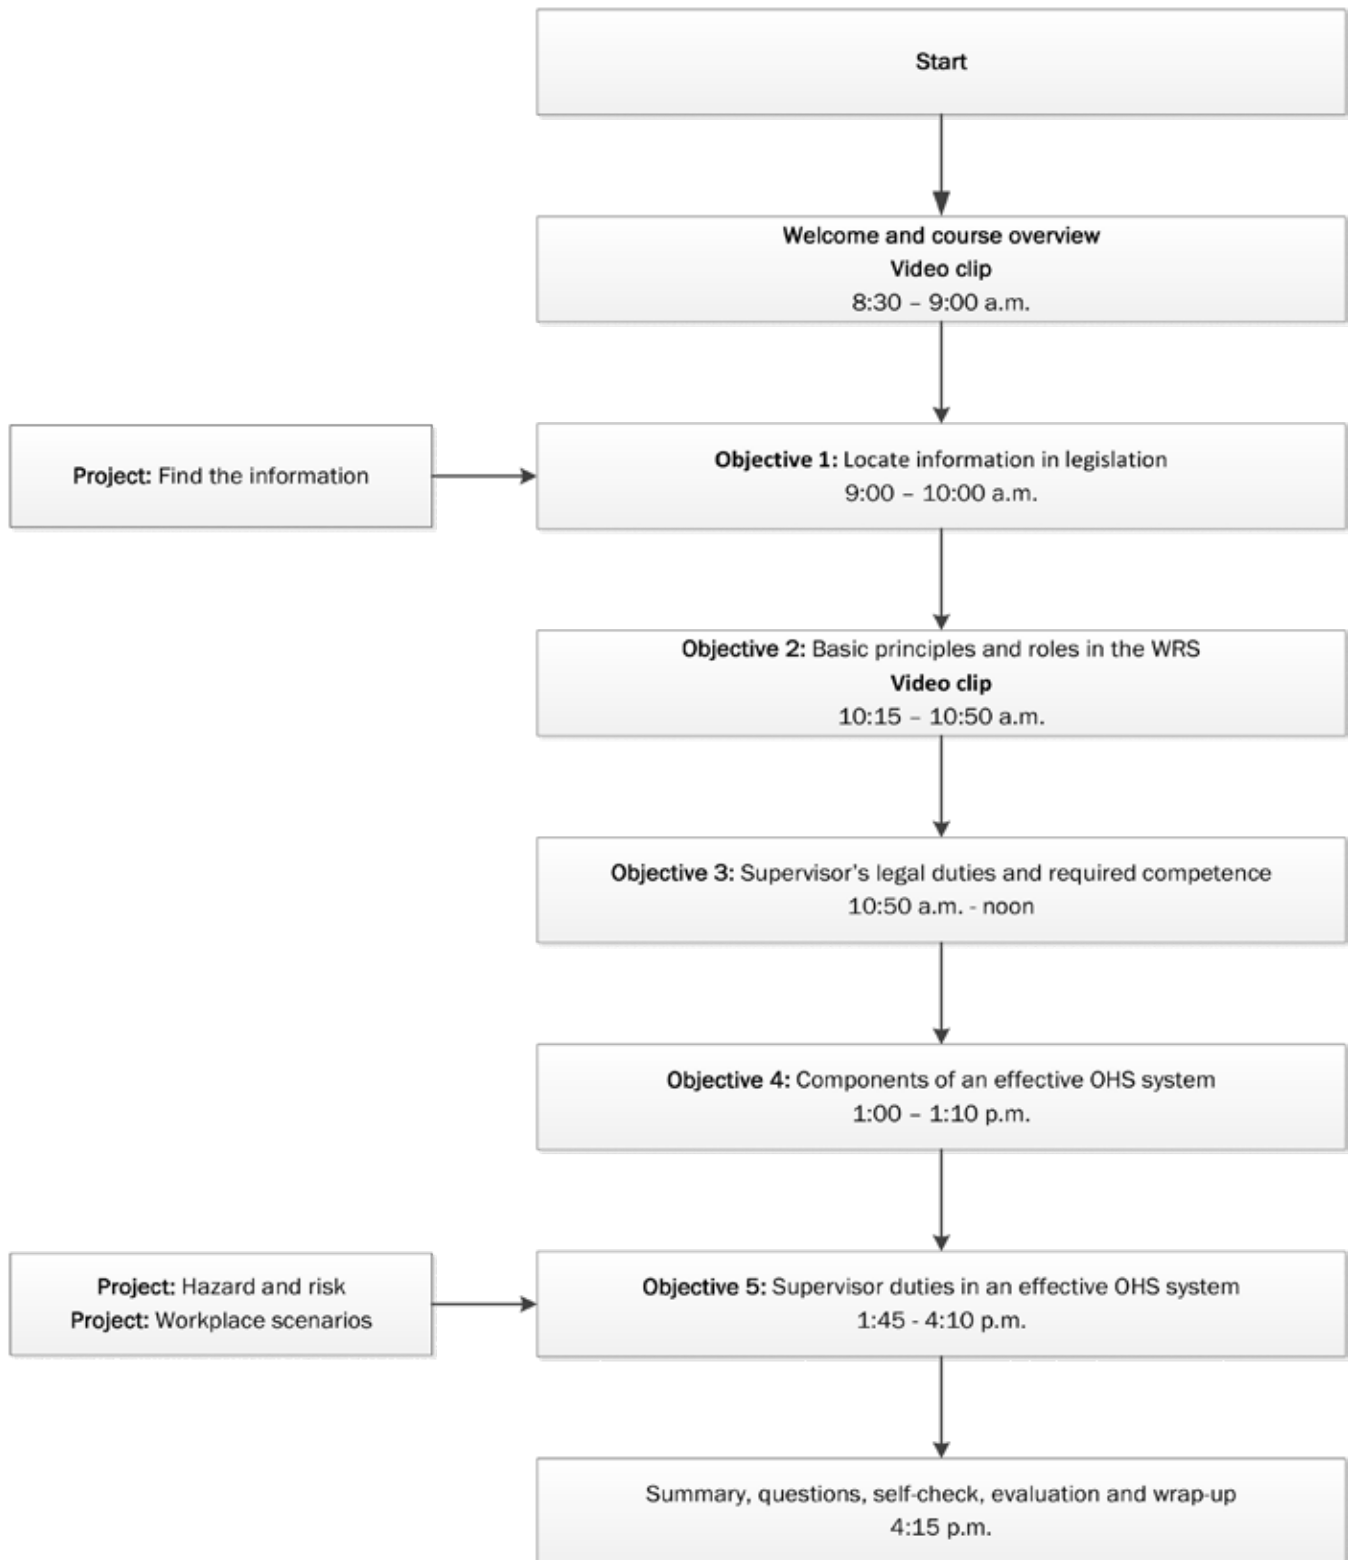 Start
Welcome and course overview
Video clip
8:30 – 9:00 a.m.
Project: Find the information
Objective 1: Locate information in legislation
9:00 – 10:00 a.m.
Objective 2: Basic principles and roles in the WRS
Video clip
10:15 – 10:50 a.m.
Objective 3: Supervisor's legal duties and required competence
10:50 a.m. - noon
Objective 4: Components of an effective OHS system
1:00 – 1:10 p.m.
Project: Hazard and risk
Project: Workplace scenarios
Objective 5: Supervisor duties in an effective OHS system
1:45 - 4:10 p.m.
Summary, questions, self-check, evaluation and wrap-up
4:15 p.m.